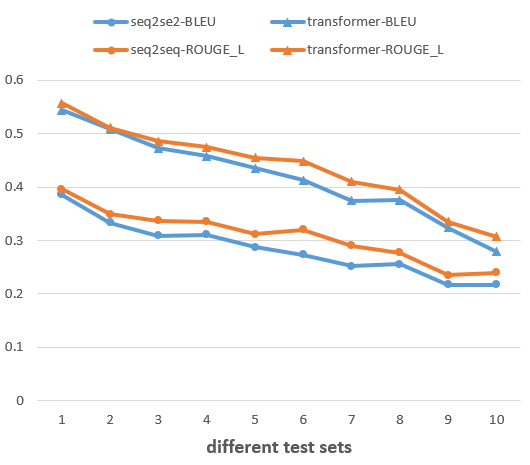 seq2se2-BLEU transformer-BLEU
seq2seq-ROUGE_L transformer-ROUGE_L
0.6
0.5
0.4
0.3
0.2
0.1
0
1 2 3 4 5 6 7 8 9 10
different test sets